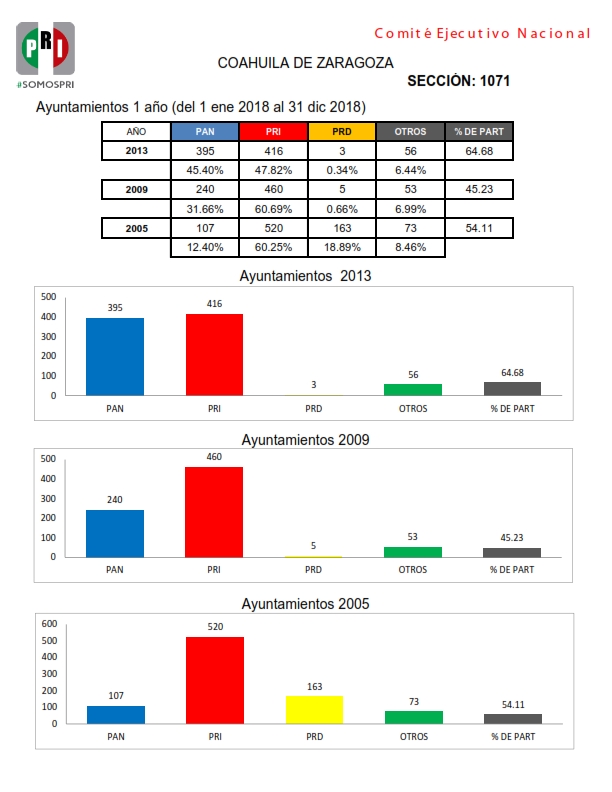 Comité Ejecutivo Nacional
PRI
#SOMOSPRI
COAHUILA DE ZARAGOZA
SECCIÓN: 1071
Ayuntamientos 1 año (del 1 ene 2018 al 31 dic 2018)
AÑO PAN PRI PRD OTROS % DE PART
2013 395 416 3 56 64.68
45.40% 47.82% 0.34% 6.44%
2009 240 460 5 53 45.23
31.66% 60.69% 0.66% 6.99%
2005 107 520 163 73 54.11
12.40% 60.25% 18.89% 8.46%
Ayuntamientos 2013
500
400
300
200
100
0
395 416 3 56 64.68
PAN PRI PRD OTROS % DE PART
Ayuntamientos 2009
500
400
300
200
100
0
240 460 5 53 45.23
PAN PRI PRD OTROS % DE PART
Ayuntamientos 2005
600
500
400
300
200
100
0
107 520 163 73 54.11
PAN PRI PRD OTROS % DE PART